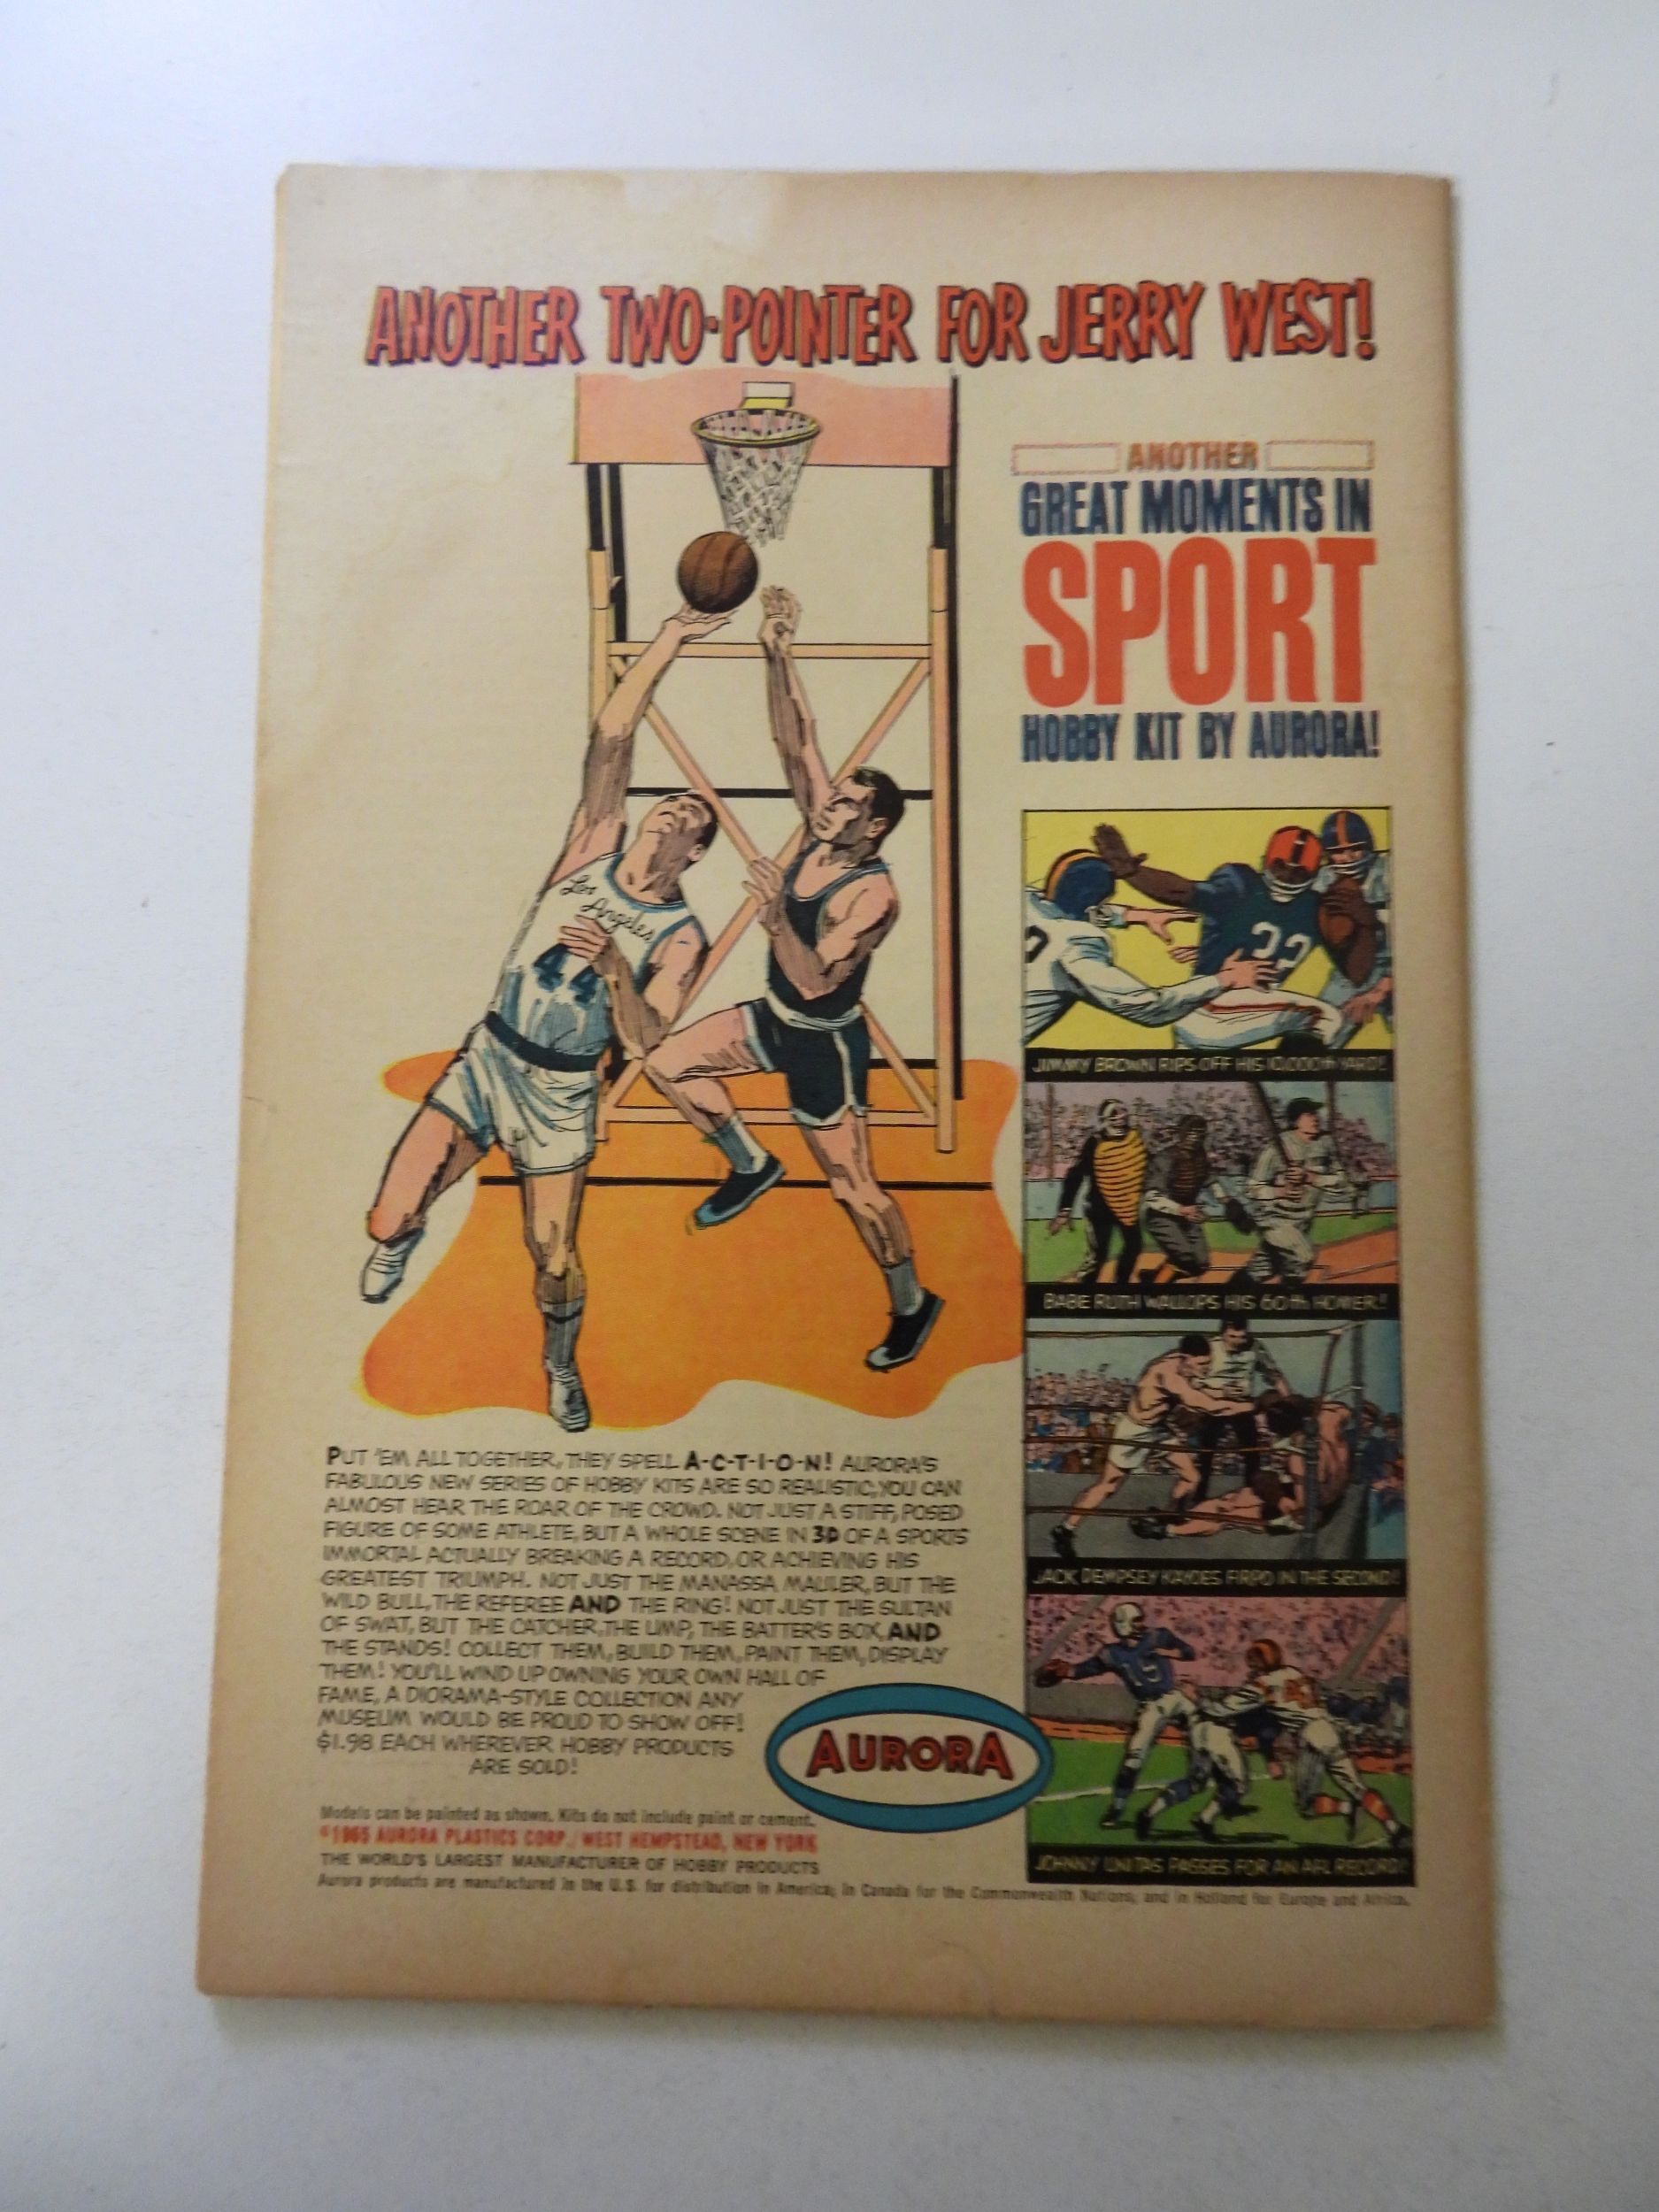 ANOTHER TWO-POINTER FOR JERRY WEST!
ANOTHER
GREAT MOMENTS IN
SPORT
HOBBY KIT BY AURORA!
Los
Angeles
44
32
JIMMY BROWN RIPS OFF HIS 10,000th YARD!
BABE RUTH WALLOPS HIS 60th HOMER!
JACK DEMPSEY KAYOES FIRPO IN THE SECOND!
JOHNNY UNITAS PASSES FOR AN AFL RECORD!
PUT 'EM ALL TOGETHER, THEY SPELL A-C-T-I-O-N! AURORA'S
FABULOUS NEW SERIES OF HOBBY KITS ARE SO REALISTIC, YOU CAN
ALMOST HEAR THE ROAR OF THE CROWD. NOT JUST A STIFF, POSED
FIGURE OF SOME ATHLETE, BUT A WHOLE SCENE IN 3D OF A SPORTS
IMMORTAL ACTUALLY BREAKING A RECORD, OR ACHIEVING HIS
GREATEST TRIUMPH. NOT JUST THE MANASSA MAULER, BUT THE
WILD BULL, THE REFEREE AND THE RING! NOT JUST THE SULTAN
OF SWAT, BUT THE CATCHER, THE UMP, THE BATTER'S BOX, AND
THE STANDS! COLLECT THEM, BUILD THEM, PAINT THEM, DISPLAY
THEM! YOU'LL WIND UP OWNING YOUR OWN HALL OF
FAME, A DIORAMA-STYLE COLLECTION ANY
MUSEUM WOULD BE PROUD TO SHOW OFF!
$1.98 EACH WHEREVER HOBBY PRODUCTS
ARE SOLD!
AURORA
Models can be painted as shown. Kits do not include paint or cement.
©1965 AURORA PLASTICS CORP./ WEST HEMPSTEAD, NEW YORK
THE WORLD'S LARGEST MANUFACTURER OF HOBBY PRODUCTS
Aurora products are manufactured in the U.S. for distribution in America; in Canada for the Commonwealth Nations; and in Holland for Europe and Africa.